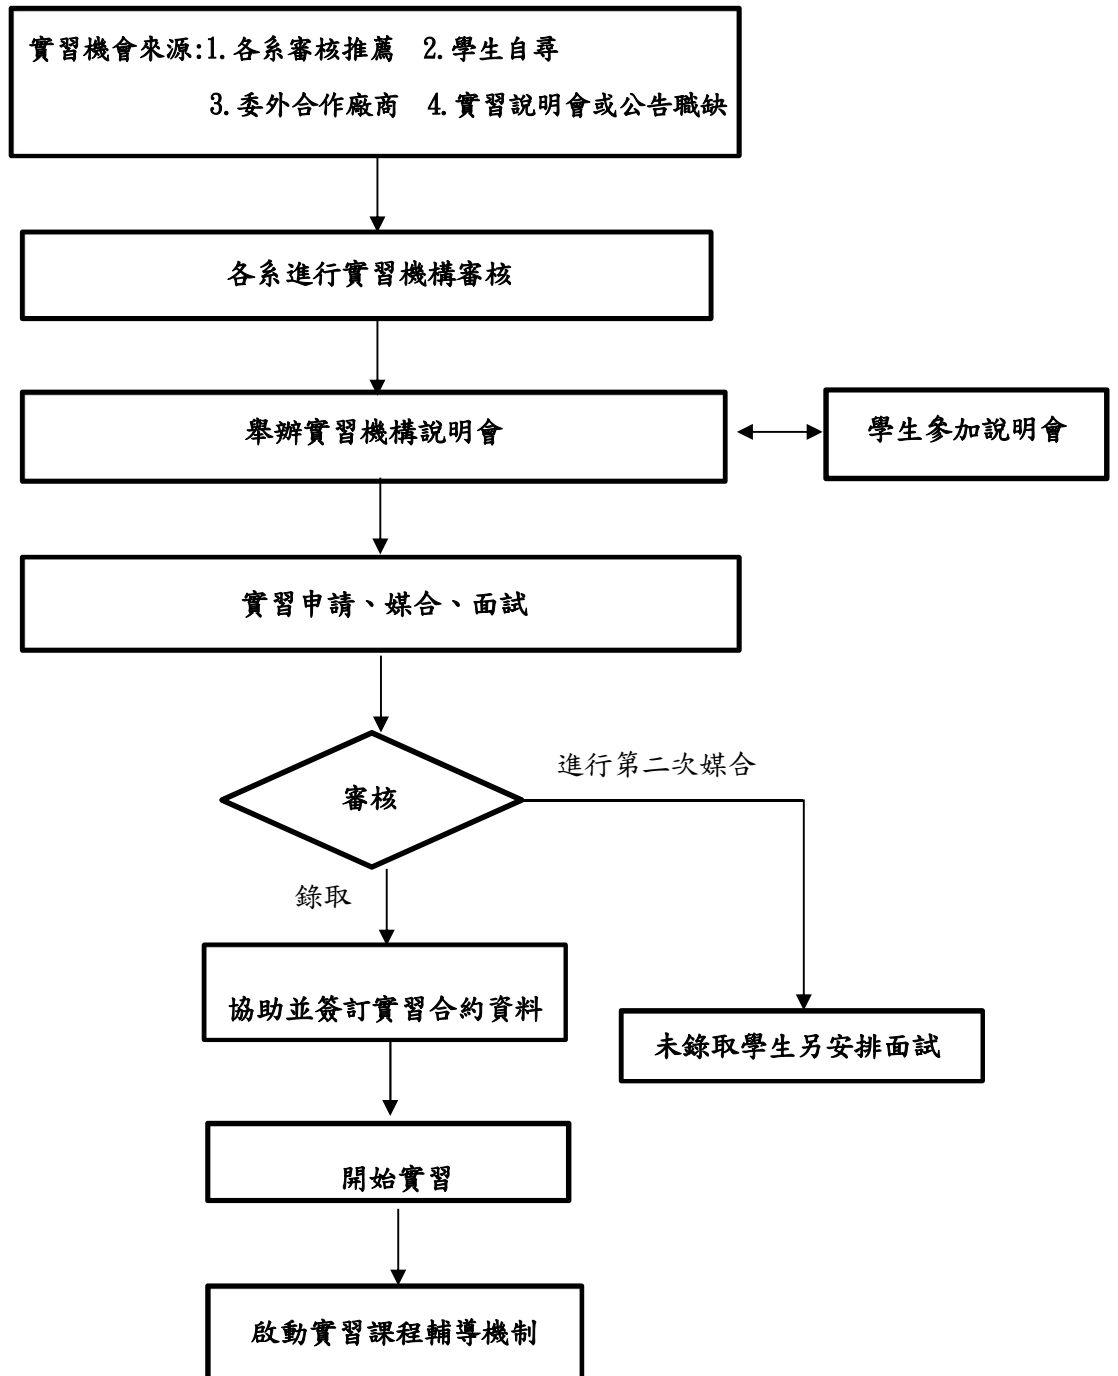 實習機會來源:1.各系審核推薦 2.學生自尋
3.委外合作廠商 4.實習說明會或公告職缺
各系進行實習機構審核
舉辦實習機構說明會
學生參加說明會
實習申請、媒合、面試
進行第二次媒合
審核
錄取
協助並簽訂實習合約資料
未錄取學生另安排面試
開始實習
啟動實習課程輔導機制